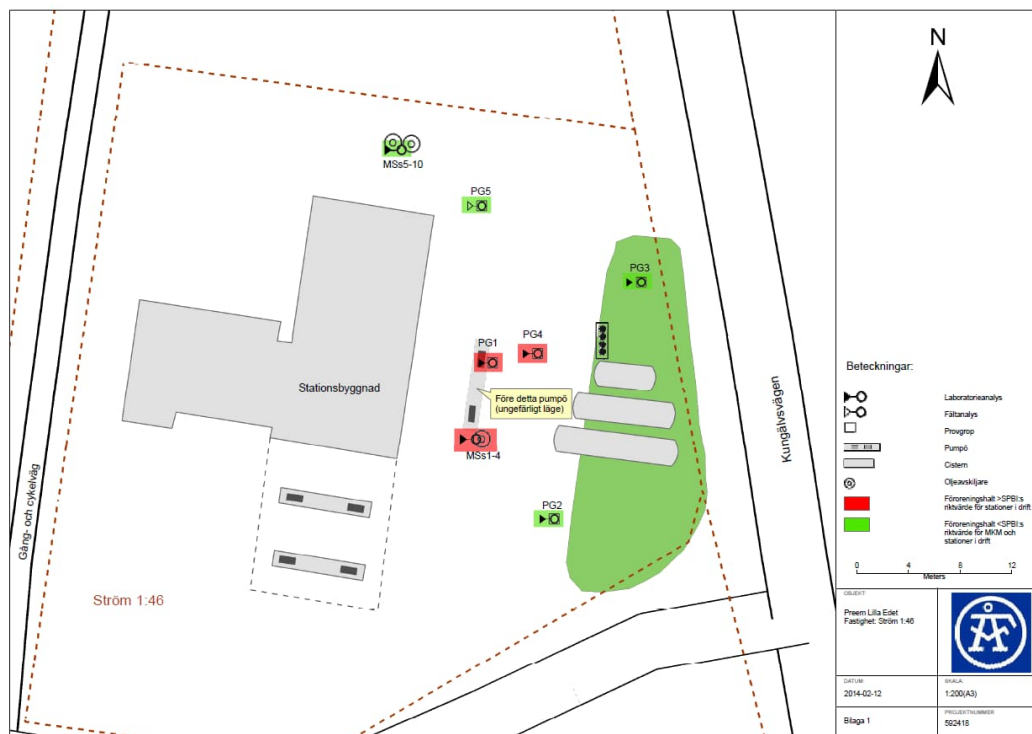 N
MSs5-10
PG5
PG3
PG1
PG4
Stationsbyggnad
Före detta pumpö
(ungefärligt läge)
MSs1-4
PG2
Kungälvsvägen
Gång- och cykelväg
Ström 1:46
Beteckningar:
Laboratorieanalys
Fältanalys
Provgrop
Pumpö
Cistern
Oljeavskiljare
Föroreningshalt >SPBI:s
riktvärde för stationer i drift
Föroreningshalt <SPBI:s
riktvärde för MKM och
stationer i drift
0 4 8 12
Meters
OBJEKT
Preem Lilla Edet
Fastighet: Ström 1:46
ÅF
DATUM
2014-02-12
SKALA
1:200(A3)
Bilaga 1
PROJEKTNUMMER
592418